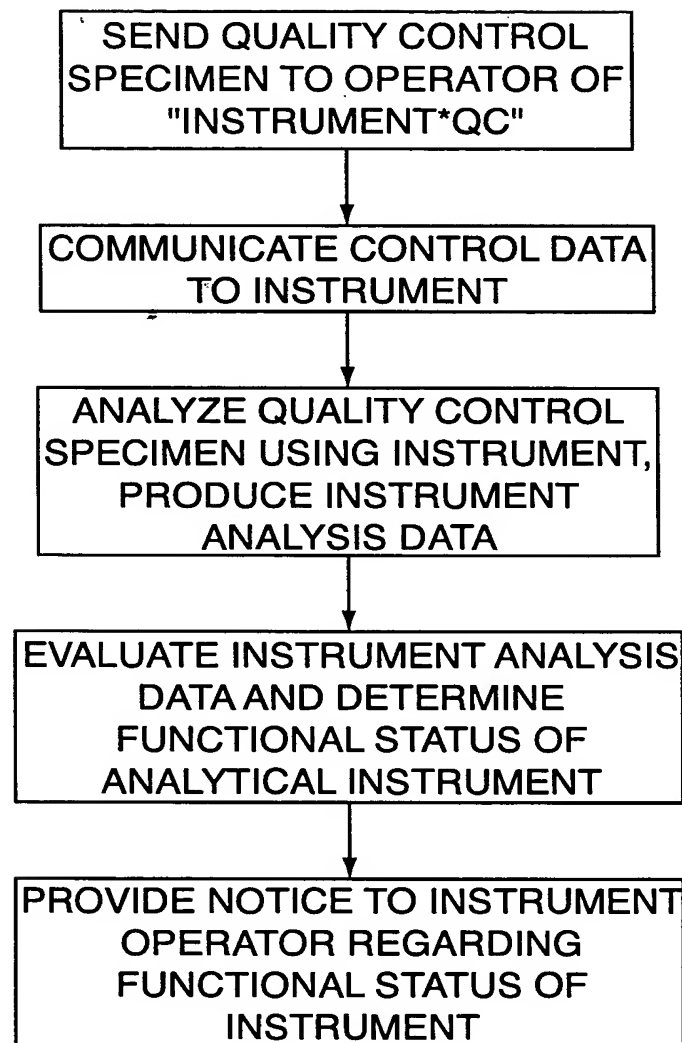 SEND QUALITY CONTROL
SPECIMEN TO OPERATOR OF
"INSTRUMENT*QC"
COMMUNICATE CONTROL DATA
TO INSTRUMENT
ANALYZE QUALITY CONTROL
SPECIMEN USING INSTRUMENT,
PRODUCE INSTRUMENT
ANALYSIS DATA
EVALUATE INSTRUMENT ANALYSIS
DATA AND DETERMINE
FUNCTIONAL STATUS OF
ANALYTICAL INSTRUMENT
PROVIDE NOTICE TO INSTRUMENT
OPERATOR REGARDING
FUNCTIONAL STATUS OF
INSTRUMENT